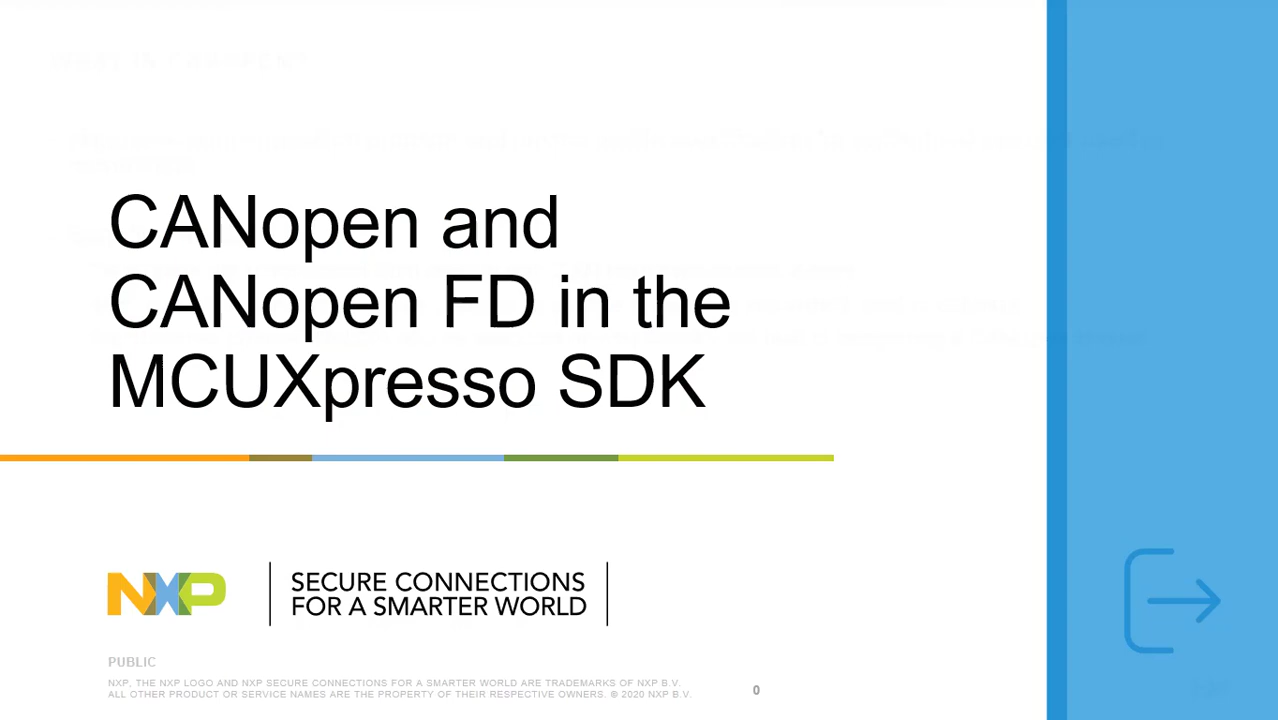 CANopen and
CANopen FD in the
MCUXpresso SDK
NXP
SECURE CONNECTIONS
FOR A SMARTER WORLD
PUBLIC
NXP, THE NXP LOGO AND NXP SECURE CONNECTIONS FOR A SMARTER WORLD ARE TRADEMARKS OF NXP B.V.
ALL OTHER PRODUCT OR SERVICE NAMES ARE THE PROPERTY OF THEIR RESPECTIVE OWNERS. © 2020 NXP B.V.
0